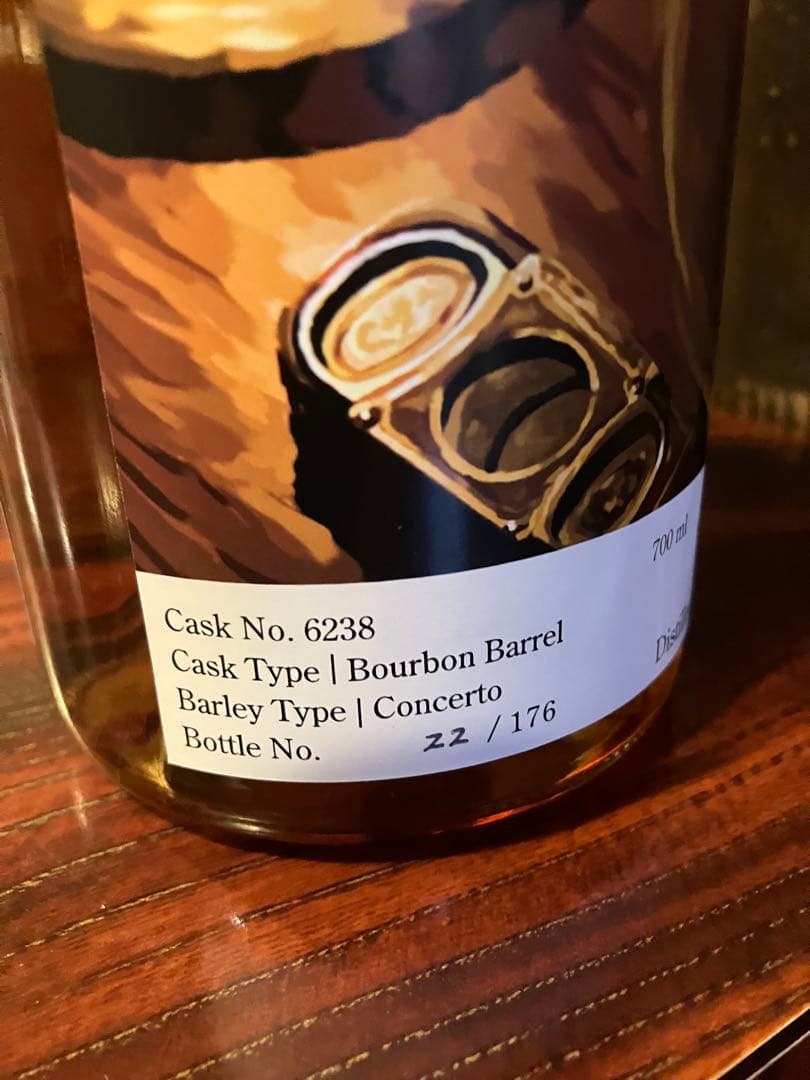 700 ml
Cask No. 6238
Cask Type | Bourbon Barrel
Barley Type | Concerto
Bottle No. 22 / 176